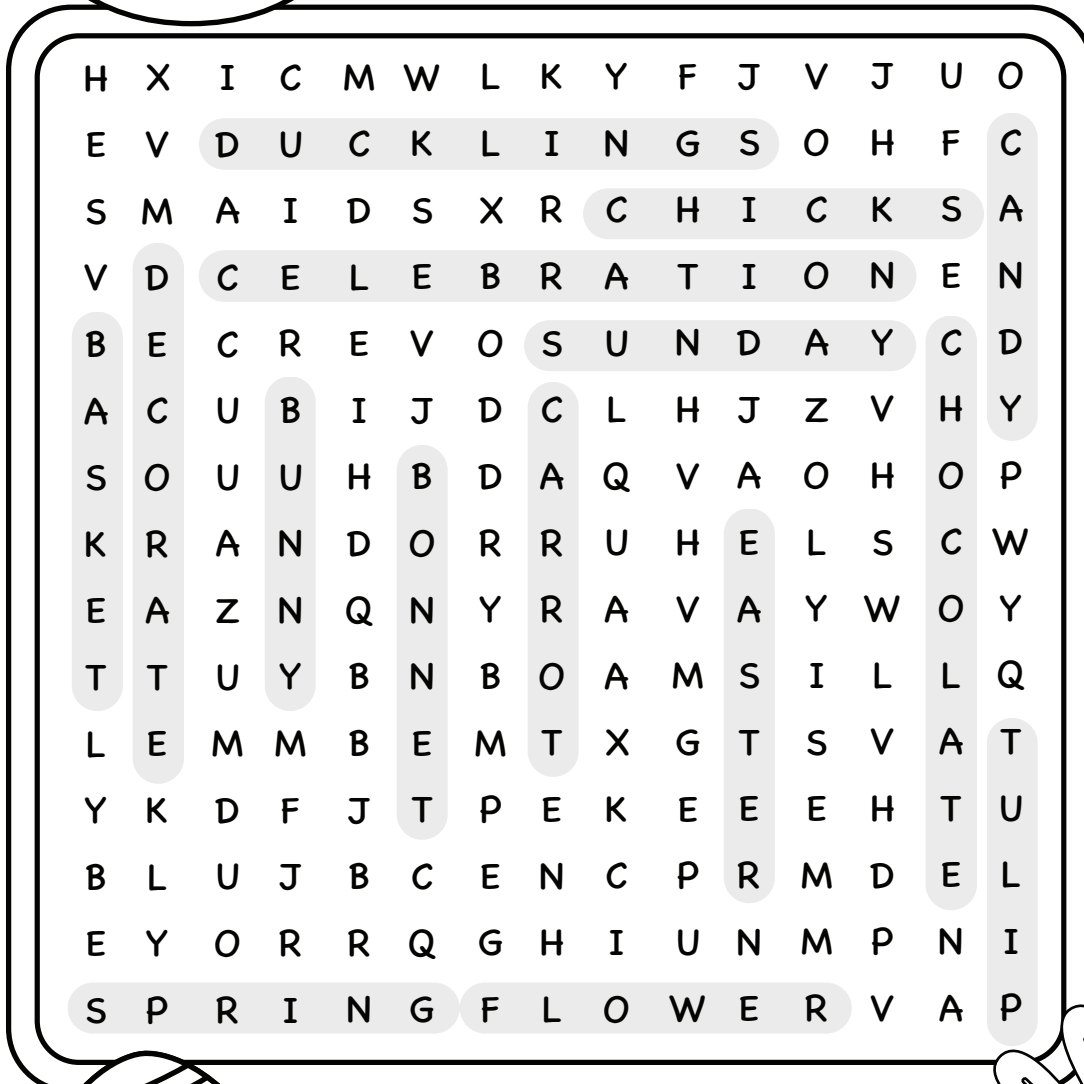 H X I C M W L K Y F J V J U O
E V D U C K L I N G S O H F C
S M A I D S X R C H I C K S A
V D C E L E B R A T I O N E N
B E C R E V O S U N D A Y C D
A C U B I J D C L H J Z V H Y
S O U U H B D A Q V A O H O P
K R A N D O R R U H E L S C W
E A Z N Q N Y R A V A Y W O Y
T T U Y B N B O A M S I L L Q
L E M M B E M T X G T S V A T
Y K D F J T P E K E E E H T U
B L U J B C E N C P R M D E L
E Y O R R Q G H I U N M P N I
S P R I N G F L O W E R V A P